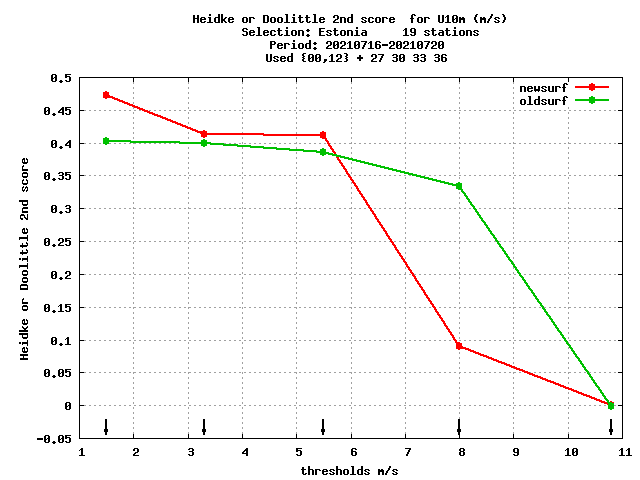 Heidke or Doolittle 2nd score  for U10m (m/s)
Selection: Estonia     19 stations
Period: 20210716-20210720
Used {00,12} + 27 30 33 36
newsurf
oldsurf
Heidke or Doolittle 2nd score
0.5
0.45
0.4
0.35
0.3
0.25
0.2
0.15
0.1
0.05
0
-0.05
1 2 3 4 5 6 7 8 9 10 11
thresholds m/s